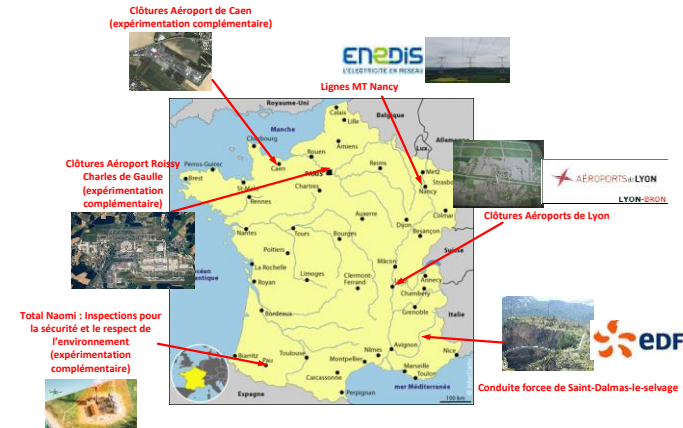 Clôtures Aéroport de Caen
(expérimentation complémentaire)
ENEDIS
L'ELECTRICITE EN RESEAU
Lignes MT Nancy
Clôtures Aéroport Roissy
Charles de Gaulle
(expérimentation
complémentaire)
AÉROPORTS de LYON
LYON-BRON
Clôtures Aéroports de Lyon
Total Naomi : Inspections pour
la sécurité et le respect de
l'environnement
(expérimentation
complémentaire)
eDF
Conduite forcee de Saint-Dalmas-le-selvage
Royaume-Uni
Calais
Lille
Belgique
Manche
Cherbourg
Amiens
Lux.
Allemagne
Rouen
Caen
Reims
Metz
Perros-Guirec
PARIS
Strasbo
Brest
St-Malo
Chartres
Nancy
Rennes
Colmar
Auxerre
Dijon
Nantes
Tours
Bourges
Besançon
Suisse
Poitiers
Mâcon
La Rochelle
Annecy
Royan
Limoges
Clermont-
Ferrand
Lyon
Chambéry
Grenoble
Italie
Bordeaux
Avignon
Biarritz
Toulouse
Nîmes
Nice
Pau
Montpellier
Marseille
Carcassonne
Toulon
mer Méditerranée
Espagne
Perpignan
100 km